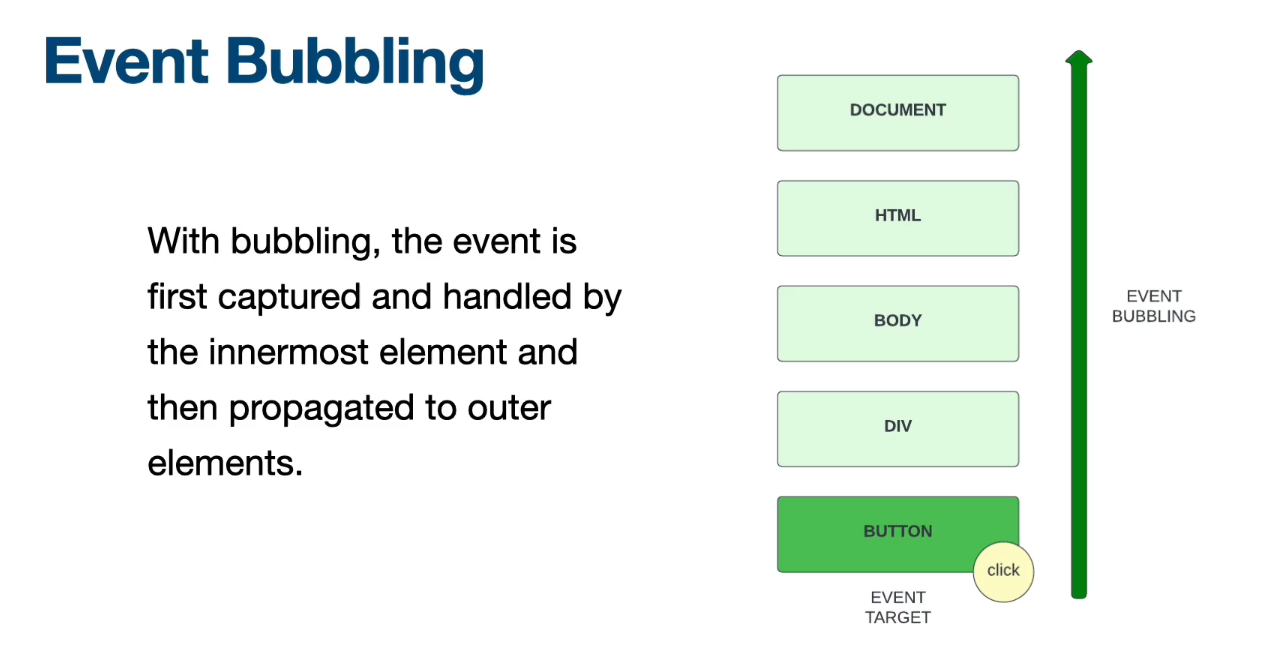 Event Bubbling
With bubbling, the event is
first captured and handled by
the innermost element and
then propagated to outer
elements.
DOCUMENT
HTML
BODY
DIV
BUTTON
click
EVENT
TARGET
EVENT
BUBBLING